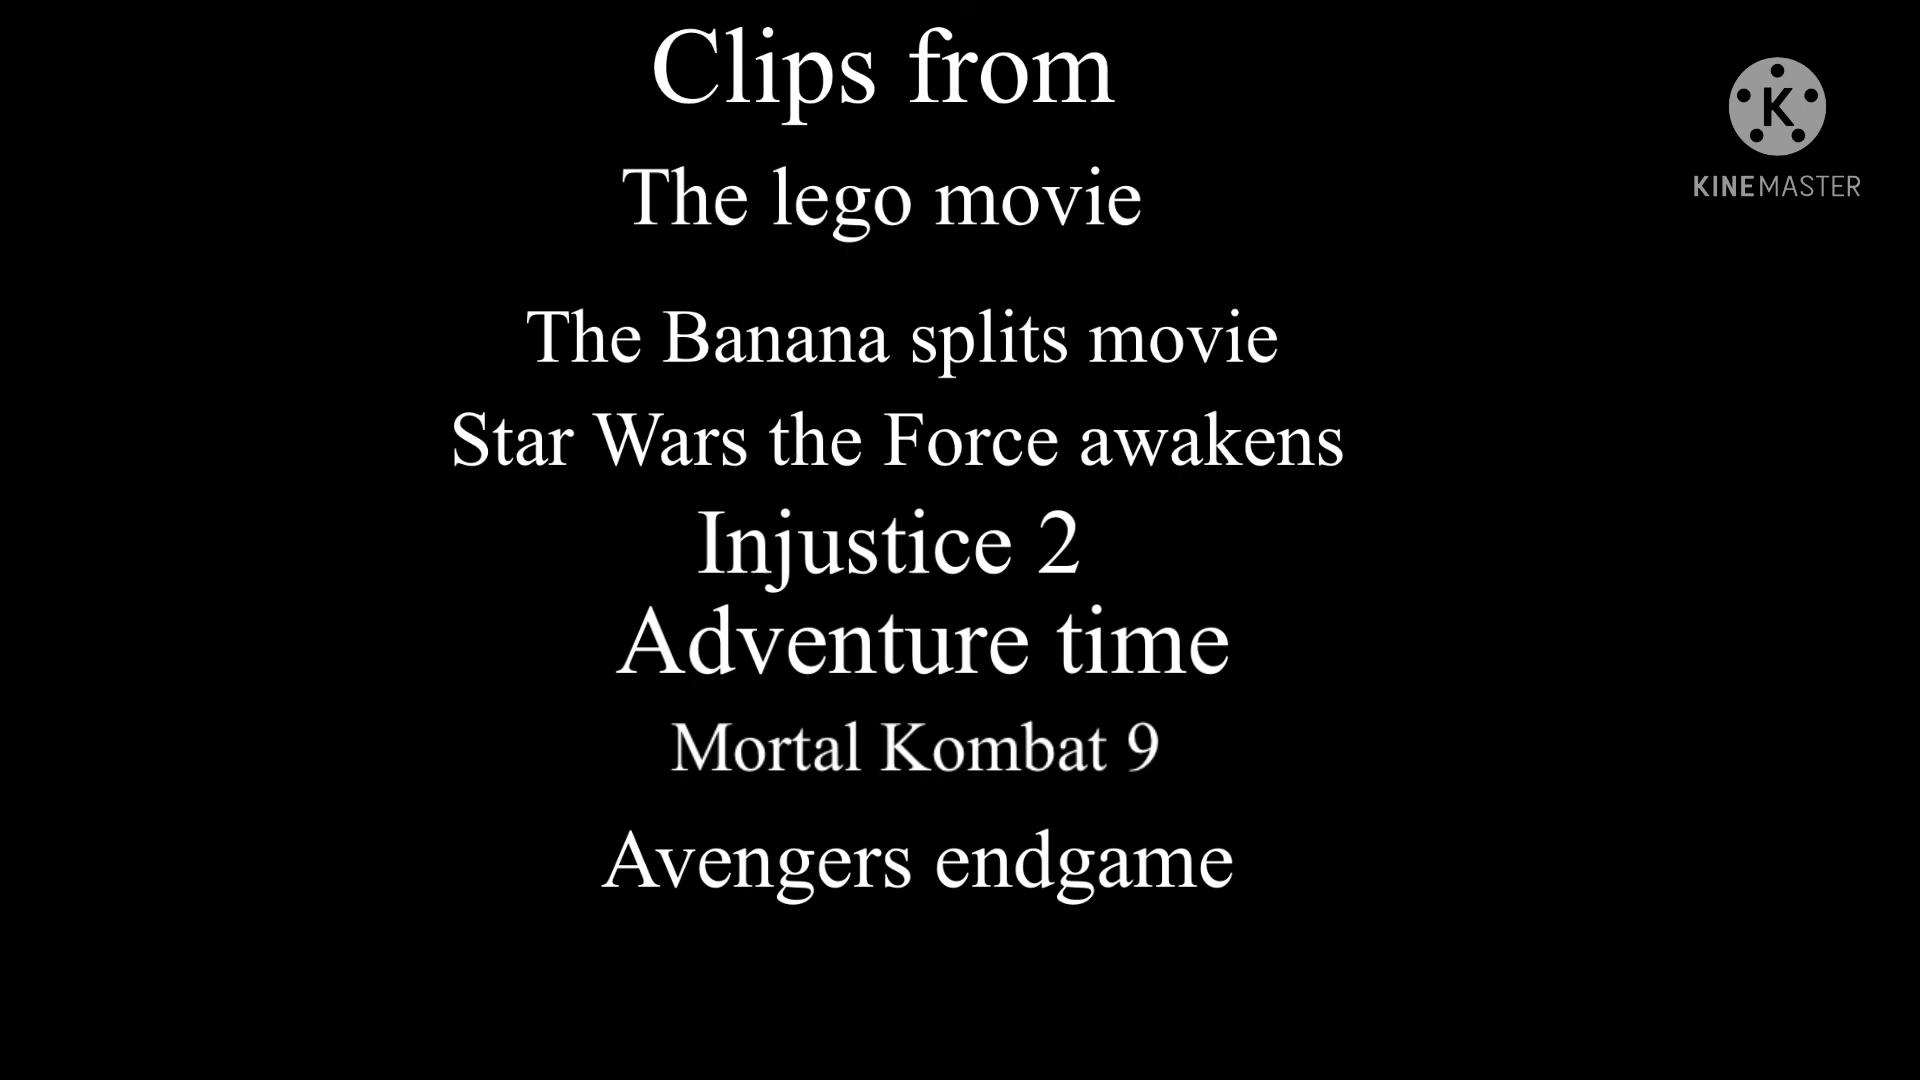 Clips from
K
KINEMASTER
The lego movie
The Banana splits movie
Star Wars the Force awakens
Injustice 2
Adventure time
Mortal Kombat 9
Avengers endgame